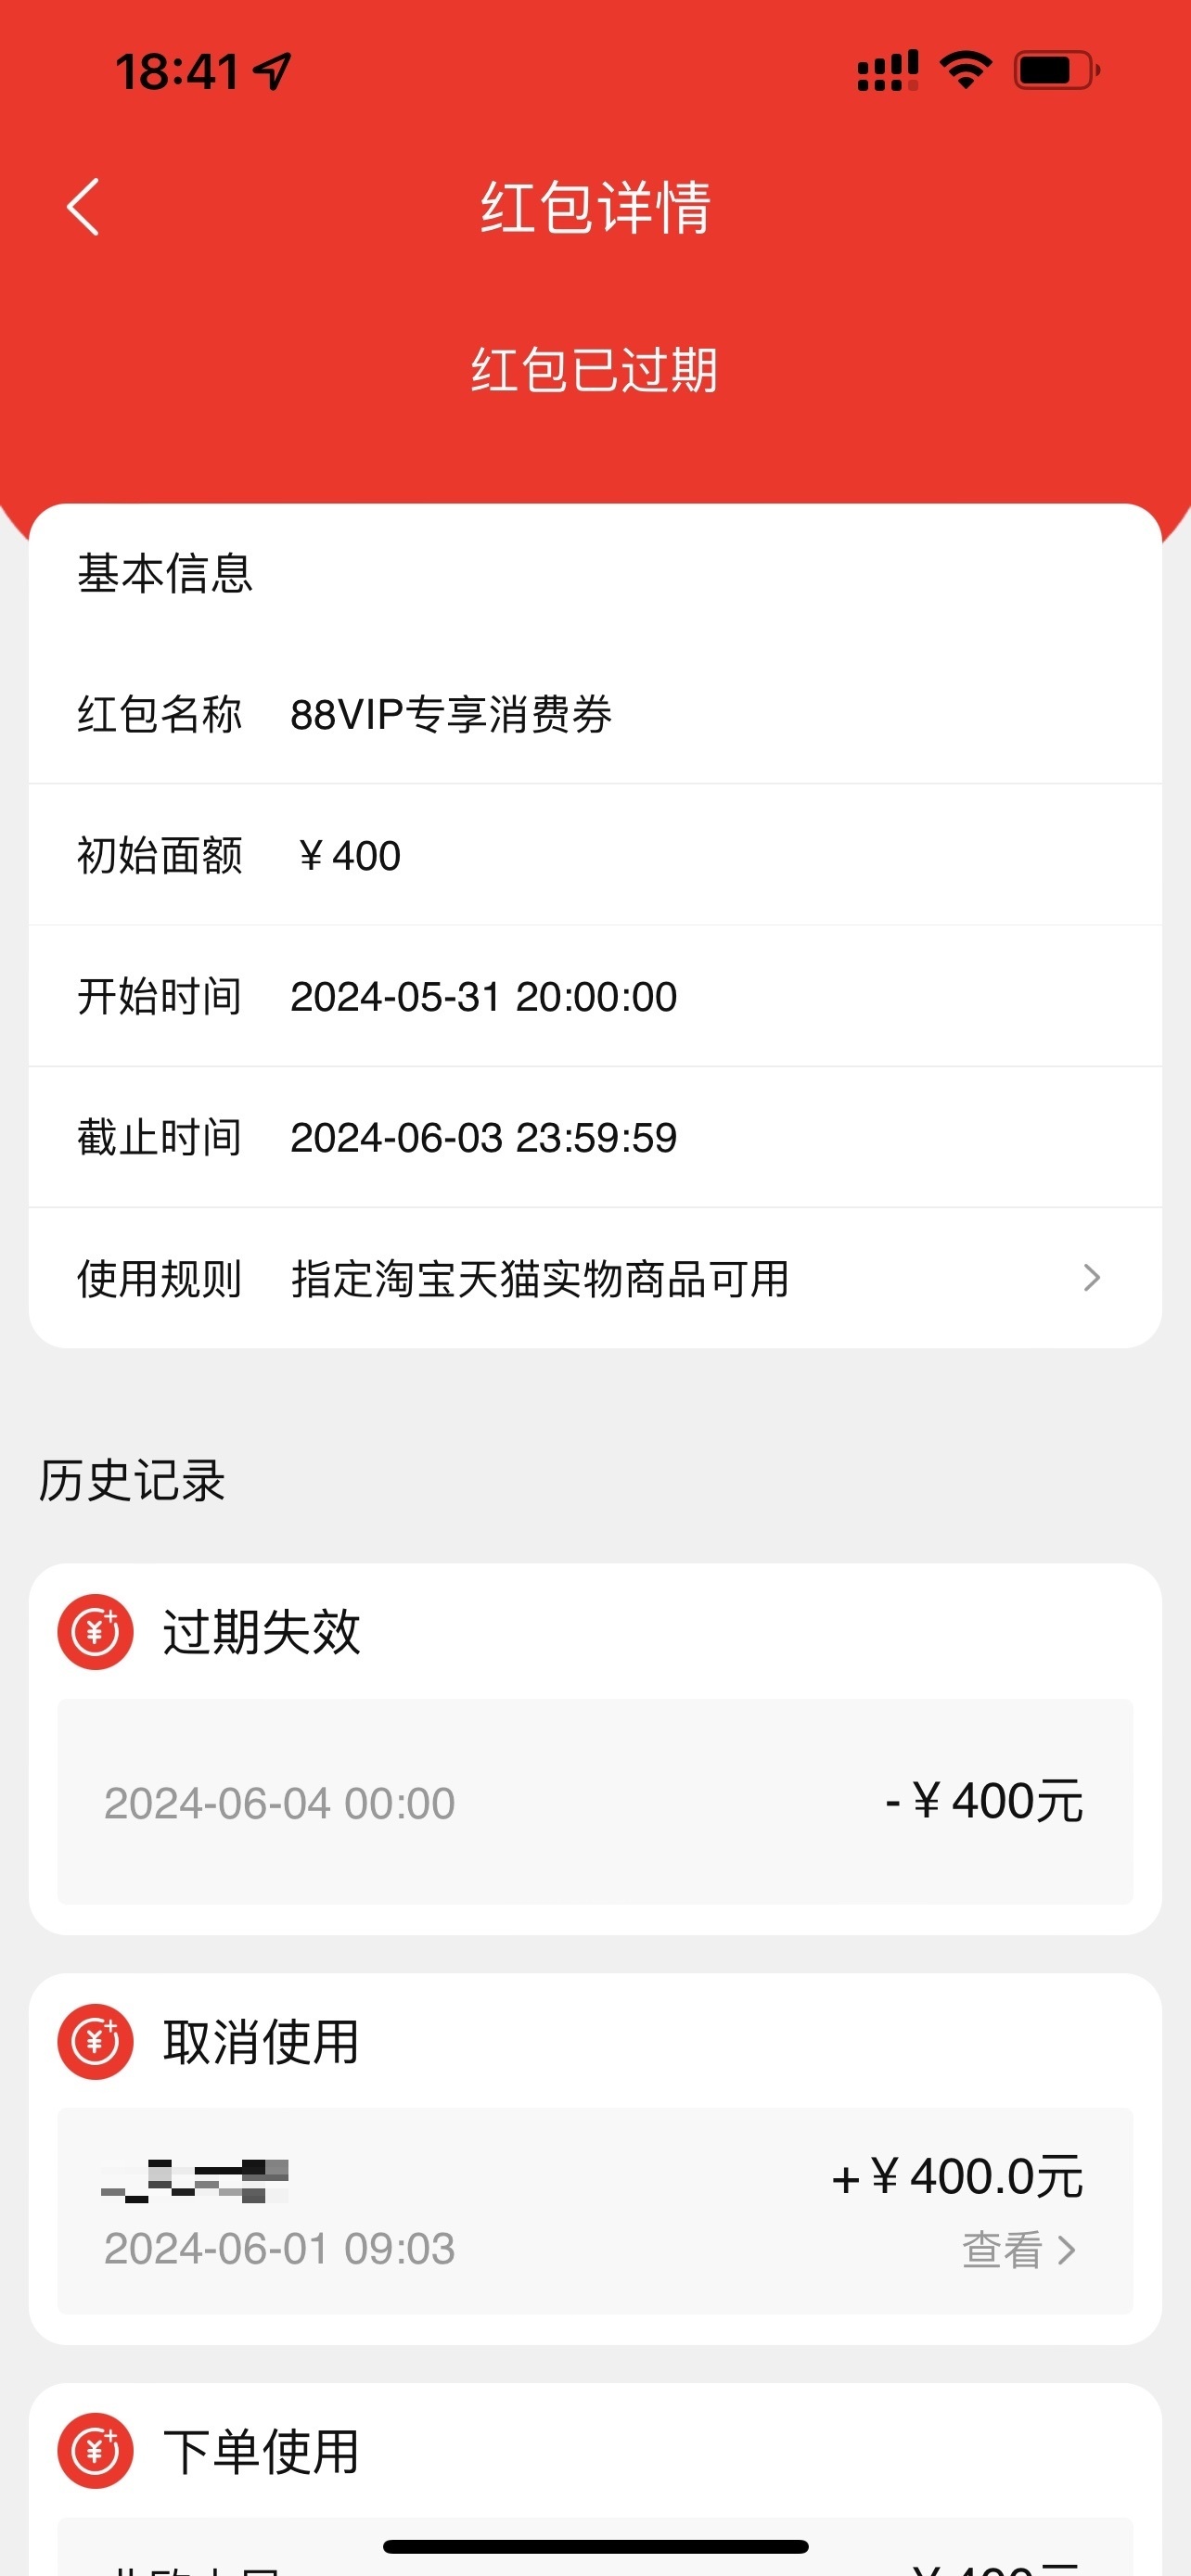 18:41
红包详情
红包已过期
基本信息
红包名称 88VIP专享消费券
初始面额 ￥400
开始时间 2024-05-31 20:00:00
截止时间 2024-06-03 23:59:59
使用规则 指定淘宝天猫实物商品可用
历史记录
过期失效
2024-06-04 00:00 -￥400元
取消使用
+￥400.0元
2024-06-01 09:03 查看
下单使用